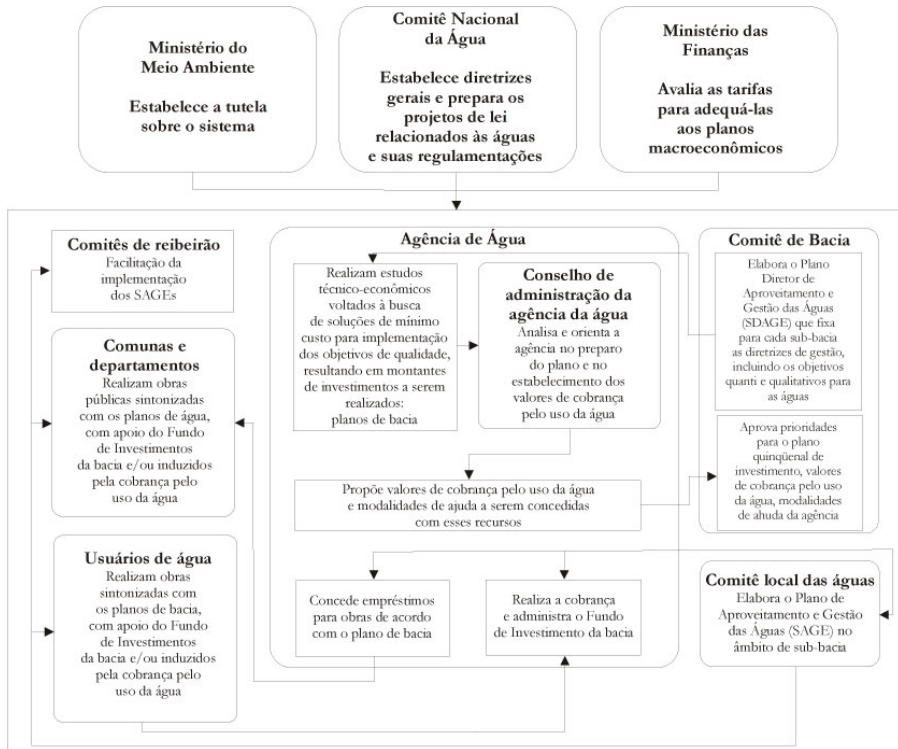 Ministério do
Meio Ambiente
Estabelece a tutela
sobre o sistema
Comitê Nacional
da Água
Estabelece diretrizes
gerais e prepara os
projetos de lei
relacionados às águas
e suas regulamentações
Ministério das
Finanças
Avalia as tarifas
para adequá-las
aos planos
macroeconômicos
Comitês de reibeirão
Facilitação da
implementação
dos SAGEs
Comunas e
departamentos
Realizam obras
públicas sintonizadas
com os planos de água,
com apoio do Fundo
de Investimentos
da bacia e/ou induzidos
pela cobrança pelo
uso da água
Usuários de água
Realizam obras
sintonizadas com
os planos de bacia,
com apoio do Fundo
de Investimentos
da bacia e/ou induzidos
pela cobrança pelo
uso da água
Agência de Água
Realizam estudos
técnico-econômicos
voltados à busca
de soluções de mínimo
custo para implementação
dos objetivos de qualidade,
resultando em montantes
de investimentos a serem
realizados:
planos de bacia
Conselho de
administração da
agência da água
Analisa e orienta a
agência no preparo
do plano e no
estabelecimento dos
valores de cobrança
pelo uso da água
Propõe valores de cobrança pelo uso da água
e modalidades de ajuda a serem concedidas
com esses recursos
Concede empréstimos
para obras de acordo
com o plano de bacia
Realiza a cobrança
e administra o Fundo
de Investimento da bacia
Comitê de Bacia
Elabora o Plano
Diretor de
Aproveitamento e
Gestão das Águas
(SDAGE) que fixa
para cada sub-bacia
as diretrizes de gestão,
incluindo os objetivos
quanti e qualitativos para
as águas
Aprova prioridades
para o plano
quinqüenal de
investimento, valores
de cobrança pelo uso
da água, modalidades
de ahuda da agência
Comitê local das águas
Elabora o Plano de
Aproveitamento e Gestão
das Águas (SAGE) no
âmbito de sub-bacia